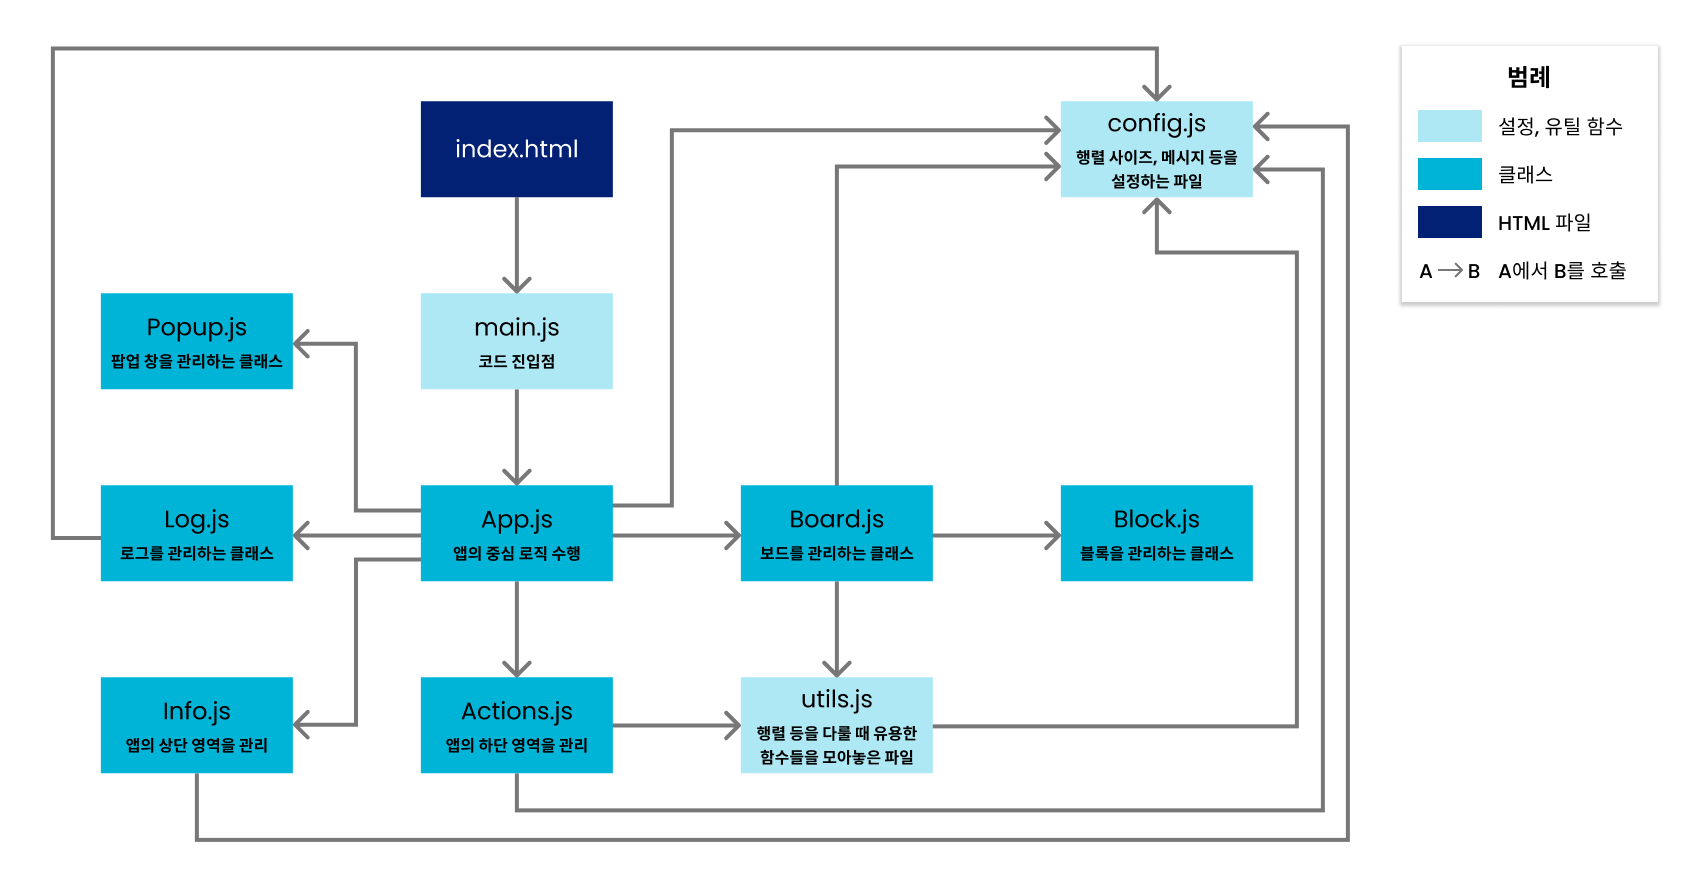 index.html
config.js
행렬 사이즈, 메시지 등을
설정하는 파일
범례
설정, 유틸 함수
클래스
HTML 파일
A → B A에서 B를 호출
Popup.js
팝업 창을 관리하는 클래스
main.js
코드 진입점
Log.js
로그를 관리하는 클래스
App.js
앱의 중심 로직 수행
Board.js
보드를 관리하는 클래스
Block.js
블록을 관리하는 클래스
Info.js
앱의 상단 영역을 관리
Actions.js
앱의 하단 영역을 관리
utils.js
행렬 등을 다룰 때 유용한
함수들을 모아놓은 파일